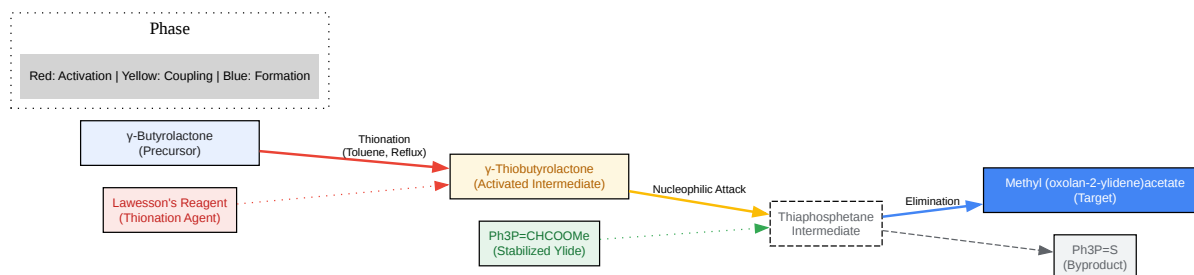 Phase
Red: Activation | Yellow: Coupling | Blue: Formation
γ-Butyrolactone
(Precursor)
Thionation
(Toluene, Reflux)
Lawesson's Reagent
(Thionation Agent)
γ-Thiobutyrolactone
(Activated Intermediate)
Nucleophilic Attack
Ph3P=CHCOOMe
(Stabilized Ylide)
Thiaphosphetane
Intermediate
Elimination
Methyl (oxolan-2-ylidene)acetate
(Target)
Ph3P=S
(Byproduct)